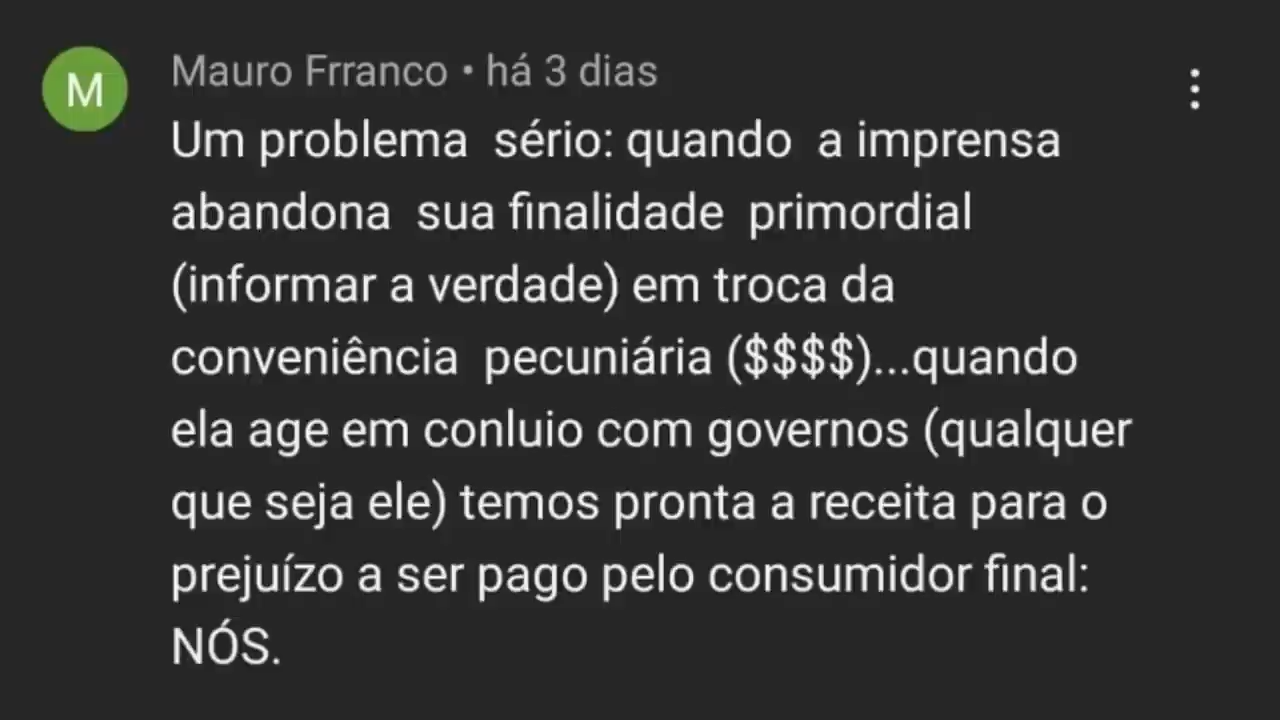 M
Mauro Frranco • há 3 dias
Um problema  sério: quando  a imprensa
abandona  sua finalidade  primordial
(informar a verdade) em troca da
conveniência  pecuniária ($$$$)...quando
ela age em conluio com governos (qualquer
que seja ele) temos pronta a receita para o
prejuízo a ser pago pelo consumidor final:
NÓS.